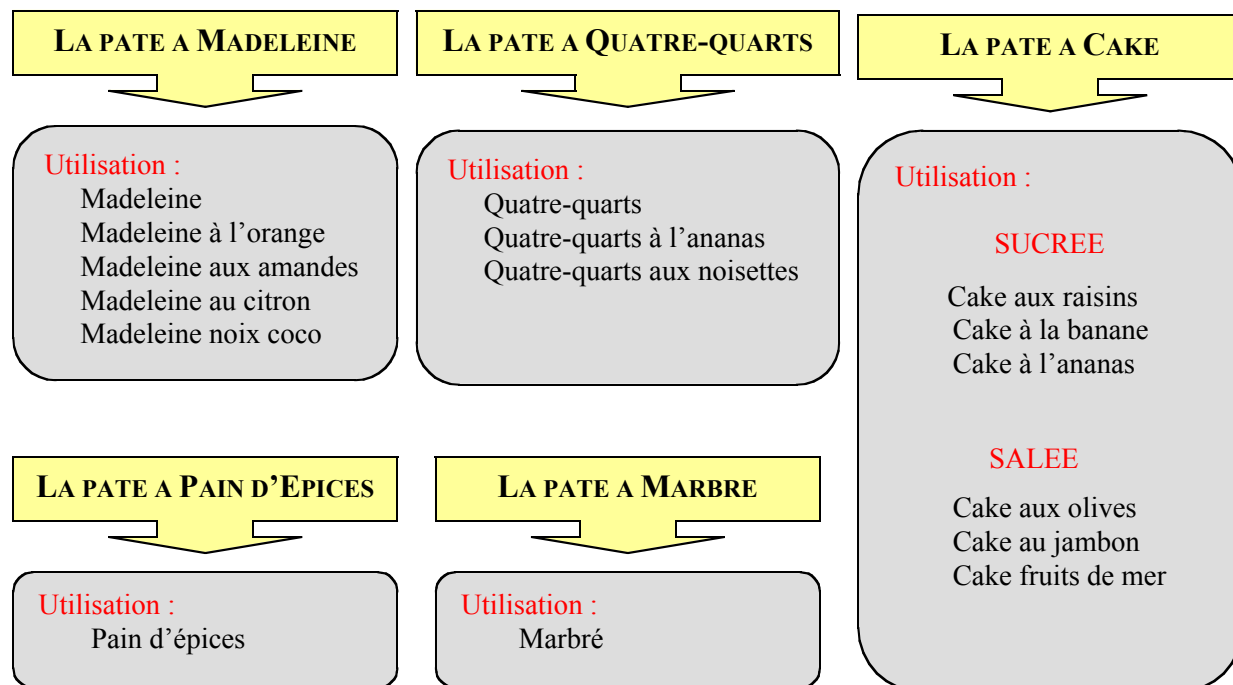 LA PATE A MADELEINE
Utilisation :
Madeleine
Madeleine à l’orange
Madeleine aux amandes
Madeleine au citron
Madeleine noix coco
LA PATE A QUATRE-QUARTS
Utilisation :
Quatre-quarts
Quatre-quarts à l’ananas
Quatre-quarts aux noisettes
LA PATE A CAKE
Utilisation :
SUCREE
Cake aux raisins
Cake à la banane
Cake à l’ananas
SALEE
Cake aux olives
Cake au jambon
Cake fruits de mer
LA PATE A PAIN D’EPICES
Utilisation :
Pain d’épices
LA PATE A MARBRE
Utilisation :
Marbré